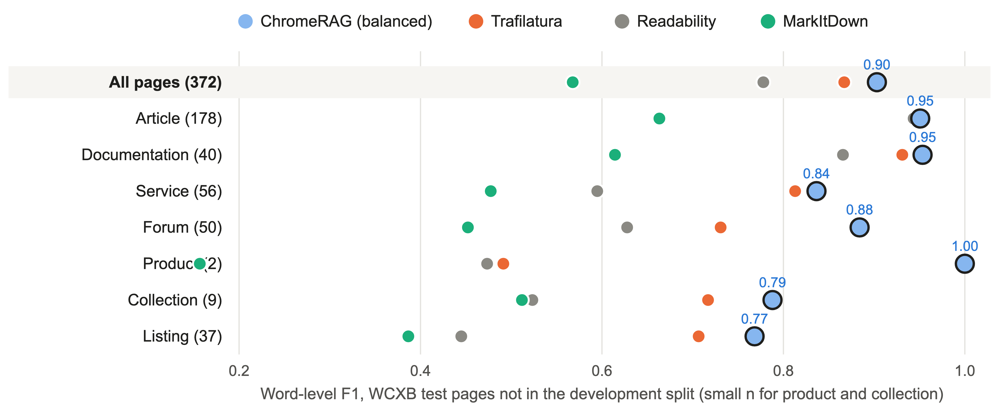 ChromeRAG (balanced) Trafilatura Readability MarkItDown
0.90
All pages (372)
0.95
Article (178)
0.95
Documentation (40)
0.84
Service (56)
0.88
Forum (50)
1.00
Produc (2)
0.79
Collection (9)
0.77
Listing (37)
0.2 0.4 0.6 0.8 1.0
Word-level F1, WCXB test pages not in the development split (small n for product and collection)